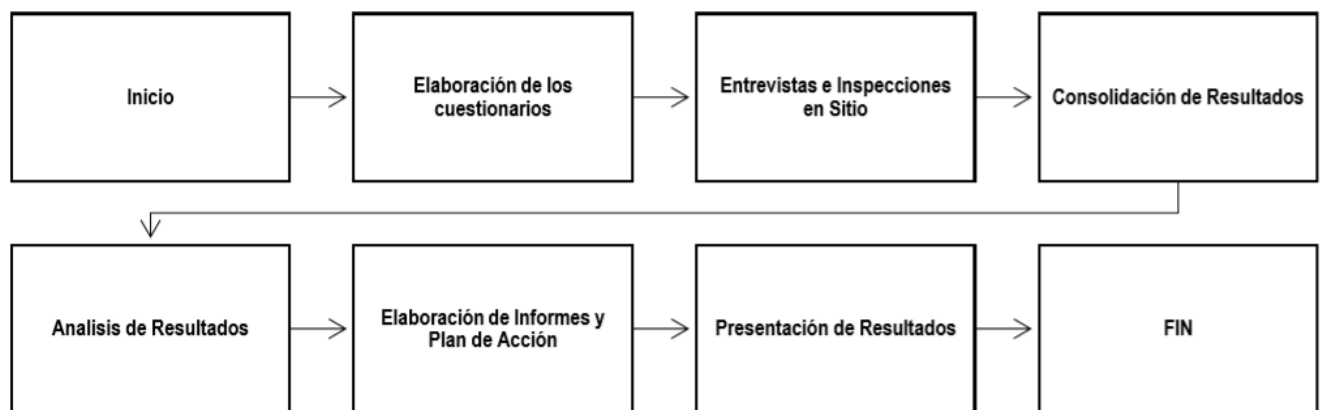 Inicio
Elaboración de los
cuestionarios
Entrevistas e Inspecciones
en Sitio
Consolidación de Resultados
Analisis de Resultados
Elaboración de Informes y
Plan de Acción
Presentación de Resultados
FIN